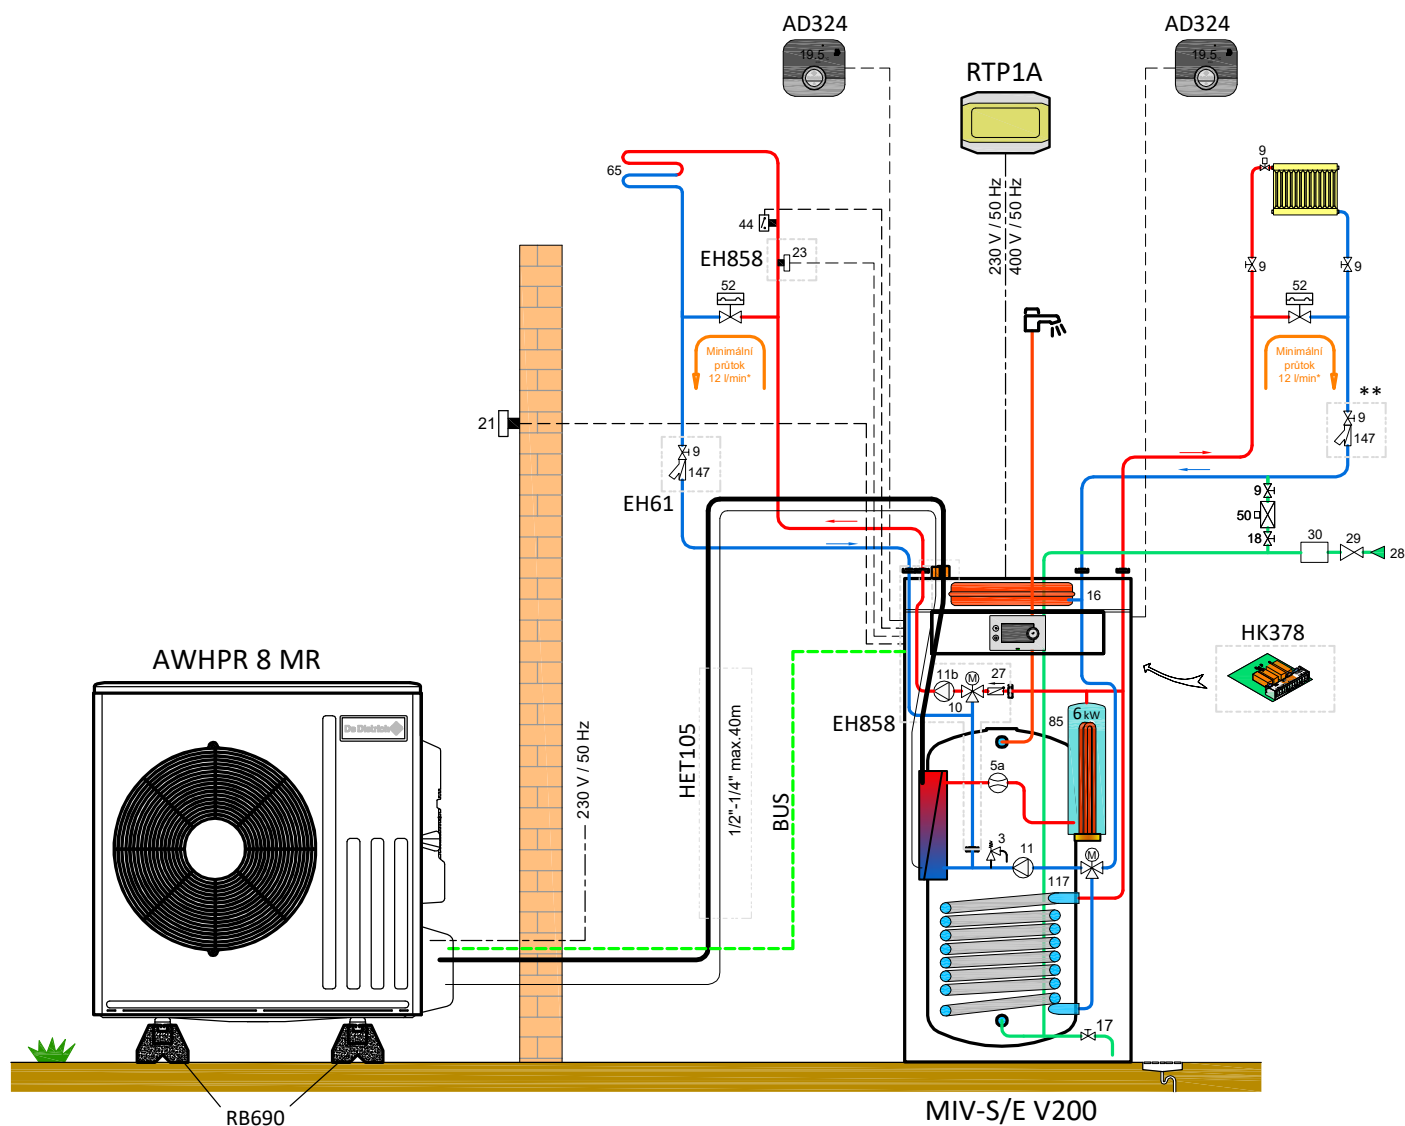 AD324
19.5
AD324
19.5
RTP1A
230 V / 50 Hz
400 V / 50 Hz
65
44
EH858
23
52
Minimální
průtok
12 l/min*
9
9
9
52
Minimální
průtok
12 l/min*
**
9
147
21
9
147
EH61
9
50
18
30
29
28
16
HK378
AWHPR 8 MR
De Dietrich
230 V / 50 Hz
HET105
1/2"-1/4" max.40m
BUS
11b
M
27
10
EH858
85
6 kW
5a
3
11
M
117
17
RB690
MIV-S/E V200